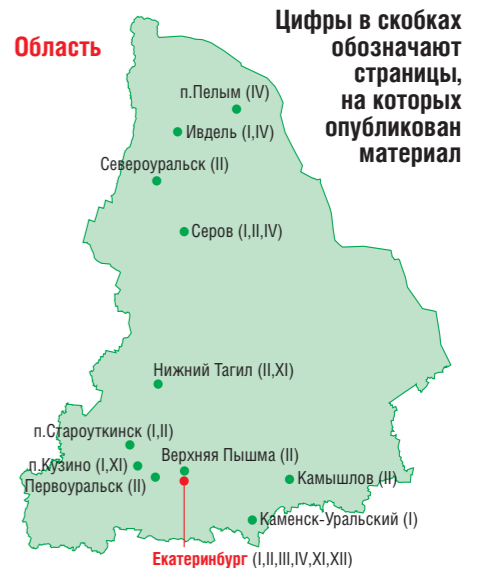 Область
Цифры в скобках
обозначают
страницы,
на которых
опубликован
материал
п.Пелым (IV)
Ивдель (I,IV)
Североуральск (II)
Серов (I,II,IV)
Нижний Тагил (II,XI)
п.Староуткинск (I,II)
Верхняя Пышма (II)
п.Кузино (I,XI)
Первоуральск (II)
Камышлов (II)
Каменск-Уральский (I)
Екатеринбург (I,II,III,IV,XI,XII)